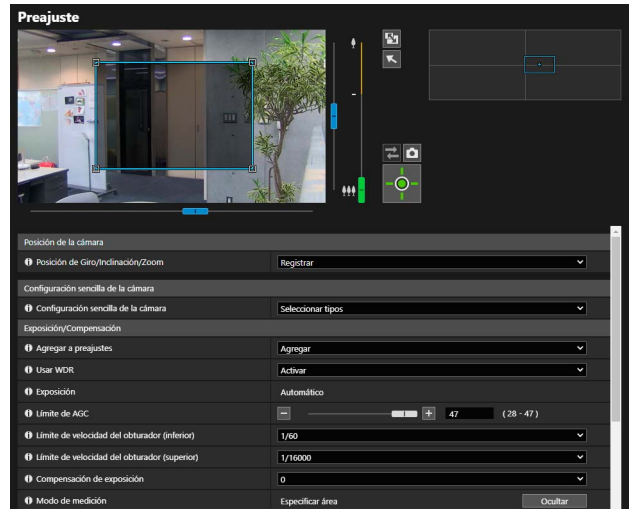 Preajuste
Posición de la cámara
Posición de Giro/Inclinación/Zoom Registrar
Configuración sencilla de la cámara
Configuración sencilla de la cámara Seleccionar tipos
Exposición/Compensación
Agregar a preajustes Agregar
Usar WDR Activar
Exposición Automático
Límite de AGC 47 ( 28 - 47 )
Límite de velocidad del obturador (inferior) 1/60
Límite de velocidad del obturador (superior) 1/16000
Compensación de exposición 0
Modo de medición Especificar área Ocultar